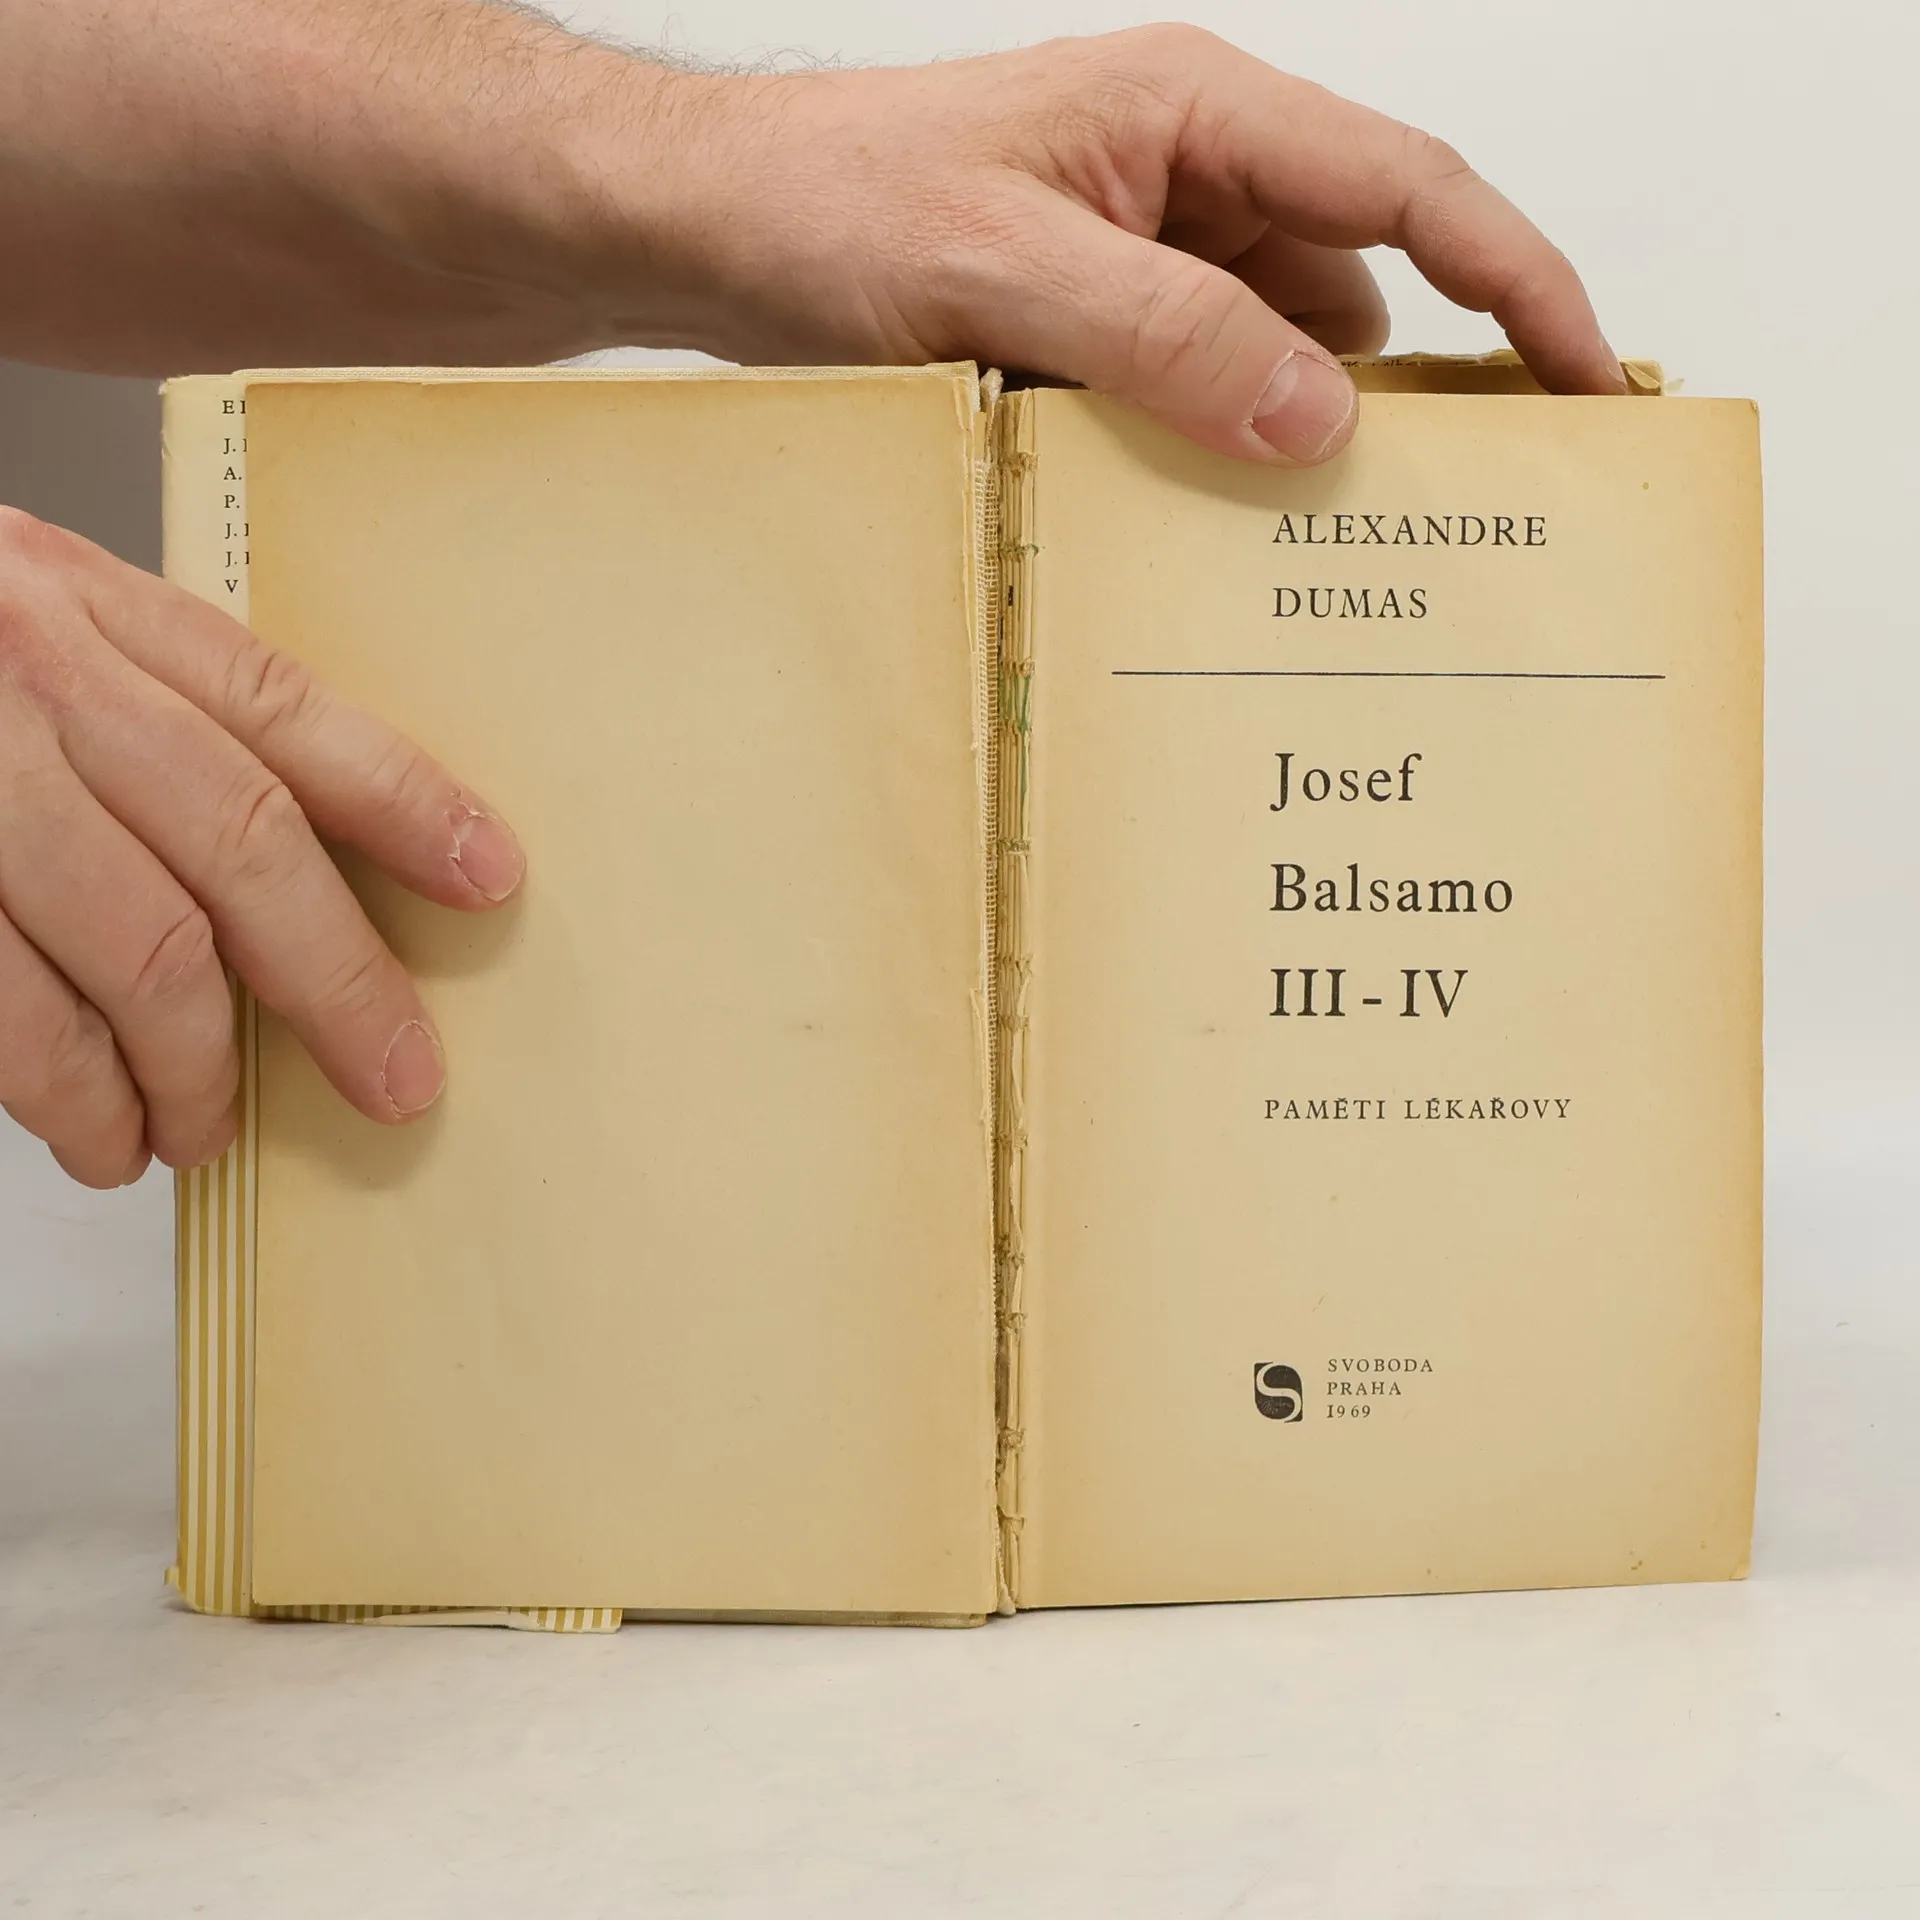 J.
A.
P.
J.
J.
V
ALEXANDRE
DUMAS
Josef
Balsamo
III - IV
PAMĚTI LÉKAŘOVY
SVOBODA
PRAHA
1969